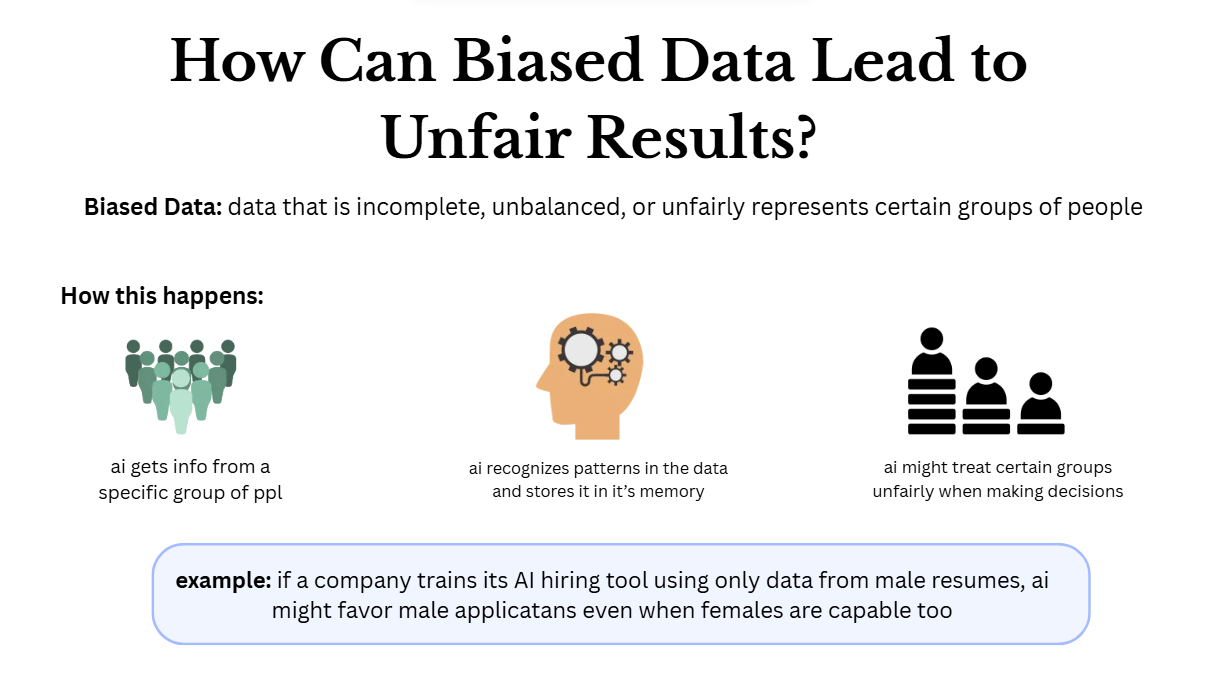 How Can Biased Data Lead to
Unfair Results?
Biased Data: data that is incomplete, unbalanced, or unfairly represents certain groups of people
How this happens:
ai gets info from a
specific group of ppl
ai recognizes patterns in the data
and stores it in it's memory
ai might treat certain groups
unfairly when making decisions
example: if a company trains its AI hiring tool using only data from male resumes, ai
might favor male applicatans even when females are capable too